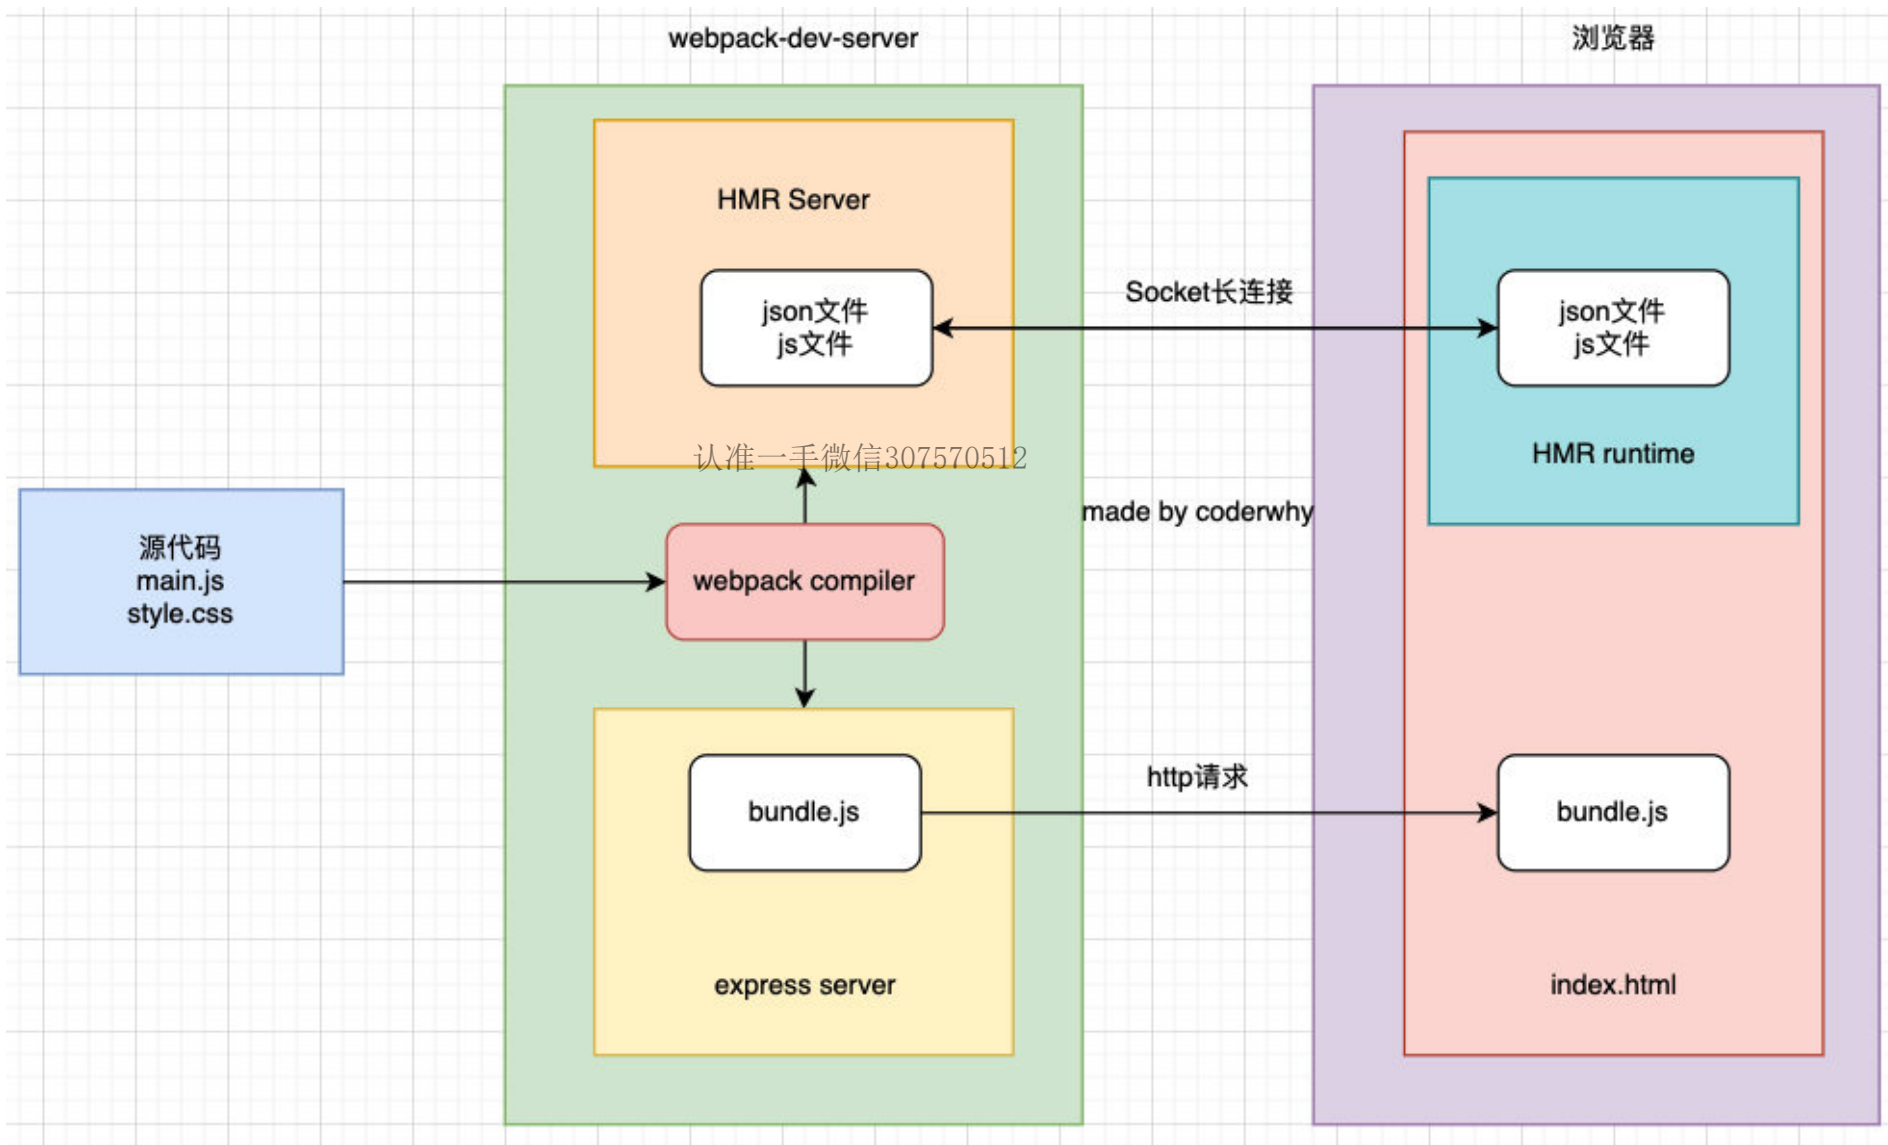 webpack-dev-server
浏览器
HMR Server
json文件
js文件
Socket长连接
json文件
js文件
HMR runtime
认准一手微信307570512
made by coderwhy
源代码
main.js
style.css
webpack compiler
bundle.js
http请求
bundle.js
express server
index.html